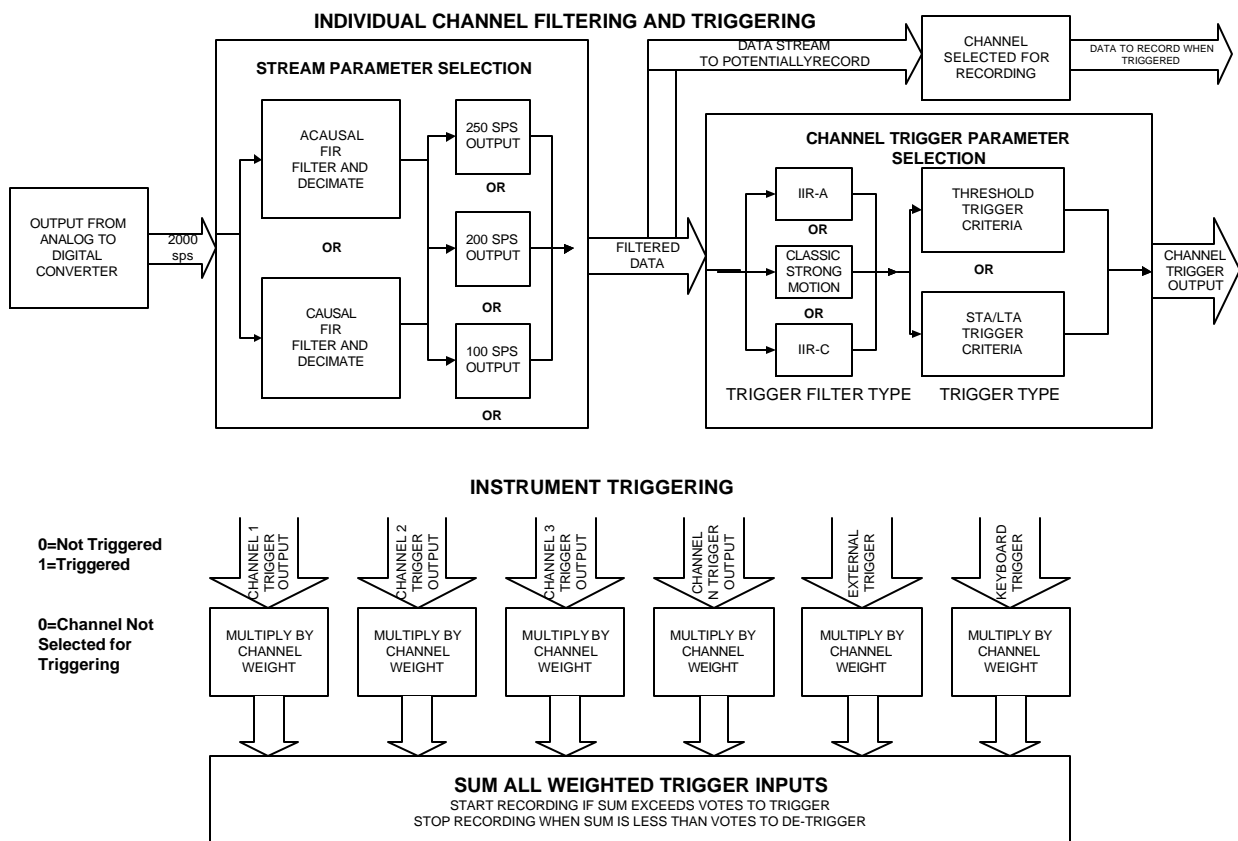 INDIVIDUAL CHANNEL FILTERING AND TRIGGERING
STREAM PARAMETER SELECTION
OUTPUT FROM
ANALOG TO
DIGITAL
CONVERTER
2000
sps
ACAUSAL
FIR
FILTER AND
DECIMATE
OR
CAUSAL
FIR
FILTER AND
DECIMATE
250 SPS
OUTPUT
OR
200 SPS
OUTPUT
OR
100 SPS
OUTPUT
OR
FILTERED
DATA
DATA STREAM
TO POTENTIALLYRECORD
CHANNEL
SELECTED FOR
RECORDING
DATA TO RECORD WHEN
TRIGGERED
CHANNEL TRIGGER PARAMETER
SELECTION
IIR-A
OR
CLASSIC
STRONG
MOTION
OR
IIR-C
TRIGGER FILTER TYPE
THRESHOLD
TRIGGER
CRITERIA
OR
STA/LTA
TRIGGER
CRITERIA
TRIGGER TYPE
CHANNEL
TRIGGER
OUTPUT
INSTRUMENT TRIGGERING
0=Not Triggered
1=Triggered
CHANNEL 1
TRIGGER
OUTPUT
CHANNEL 2
TRIGGER
OUTPUT
CHANNEL 3
TRIGGER
OUTPUT
CHANNEL
N TRIGGER
OUTPUT
EXTERNAL
TRIGGER
KEYBOARD
TRIGGER
0=Channel Not
Selected for
Triggering
MULTIPLY BY
CHANNEL
WEIGHT
MULTIPLY BY
CHANNEL
WEIGHT
MULTIPLY BY
CHANNEL
WEIGHT
MULTIPLY BY
CHANNEL
WEIGHT
MULTIPLY BY
CHANNEL
WEIGHT
MULTIPLY BY
CHANNEL
WEIGHT
SUM ALL WEIGHTED TRIGGER INPUTS
START RECORDING IF SUM EXCEEDS VOTES TO TRIGGER
STOP RECORDING WHEN SUM IS LESS THAN VOTES TO DE-TRIGGER